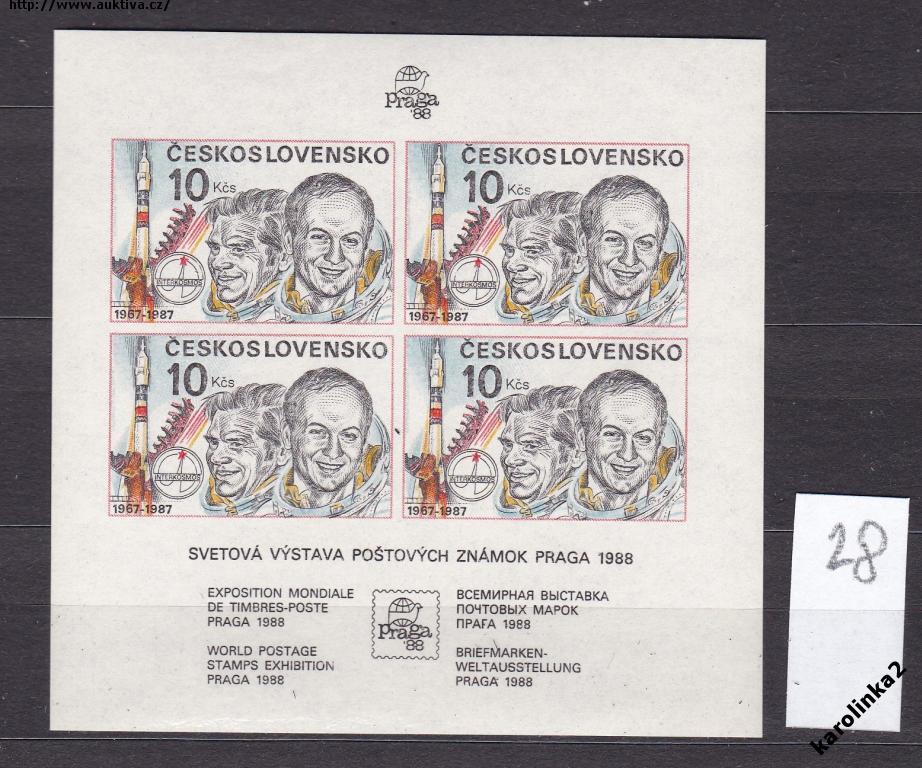 http://www.auktiva.cz/
praga
'88
ČESKOSLOVENSKO
10 Kčs
INTERKOSMOS
1967-1987
ČESKOSLOVENSKO
10 Kčs
INTERKOSMOS
1967-1987
ČESKOSLOVENSKO
10 Kčs
INTERKOSMOS
1967-1987
ČESKOSLOVENSKO
10 Kčs
INTERKOSMOS
1967-1987
SVETOVÁ VÝSTAVA POŠTOVÝCH ZNÁMOK PRAGA 1988
EXPOSITION MONDIALE
DE TIMBRES-POSTE
PRAGA 1988
WORLD POSTAGE
STAMPS EXHIBITION
PRAGA 1988
praga
'88
ВСЕМИРНАЯ ВЫСТАВКА
ПОЧТОВЫХ МАРОК
ПРАГА 1988
BRIEFMARKEN-
WELTAUSSTELLUNG
PRAGA 1988
28
karolinka2